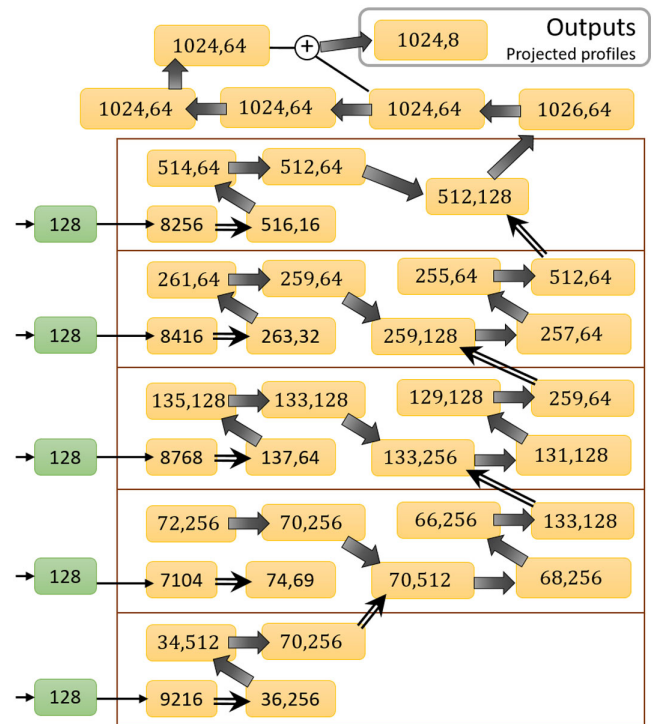 Outputs
Projected profiles
1024,64 + 1024,8
1024,64 1024,64 1024,64 1026,64
514,64 512,64
512,128
128 8256 516,16
261,64 259,64 255,64 512,64
128 8416 263,32 259,128 257,64
135,128 133,128 129,128 259,64
128 8768 137,64 133,256 131,128
72,256 70,256 66,256 133,128
128 7104 74,69 70,512 68,256
34,512 70,256
128 9216 36,256